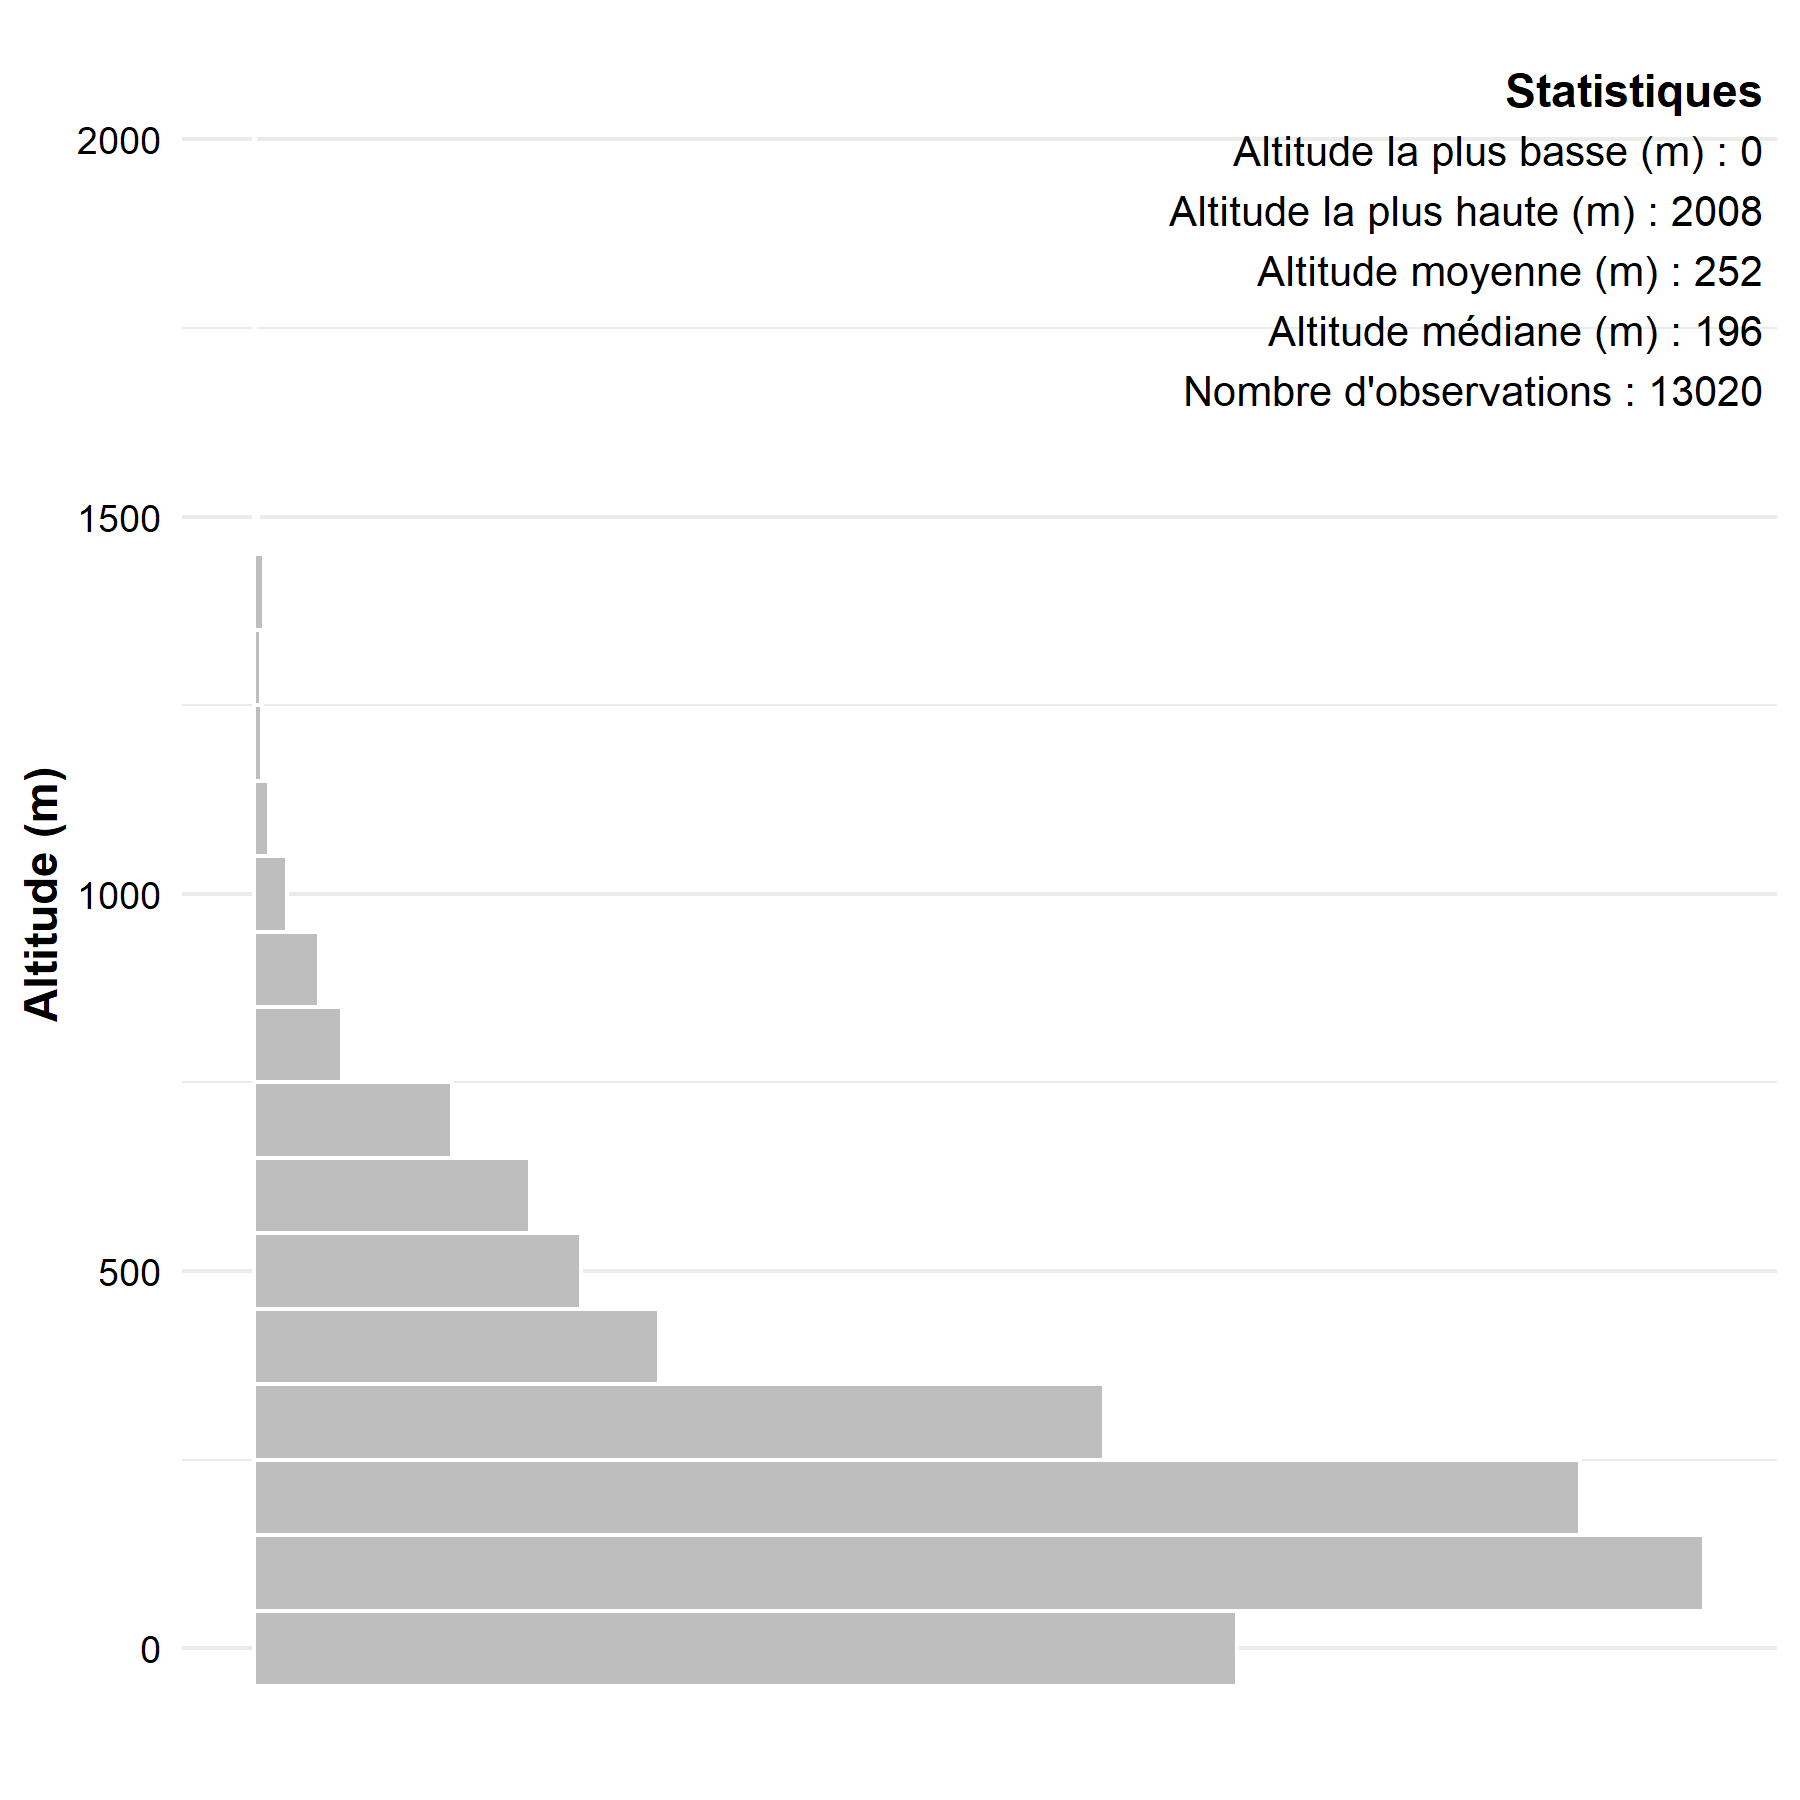 Statistiques
Altitude la plus basse (m) : 0
Altitude la plus haute (m) : 2008
Altitude moyenne (m) : 252
Altitude médiane (m) : 196
Nombre d'observations : 13020
2000
1500
1000
500
0
Altitude (m)